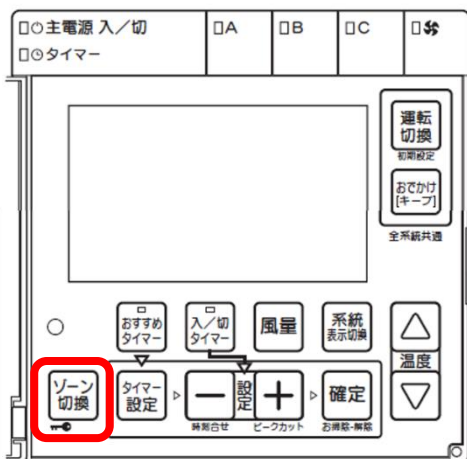 主電源 入／切
タイマー
A
B
C
運転
切換
初期設定
おでかけ
[キープ]
全系統共通
おすすめ
タイマー
入／切
タイマー
風量
系統
表示切換
温度
ゾーン
切換
タイマー
設定
－
設定
＋
確定
時刻合せ
ピークカット
お掃除-解除